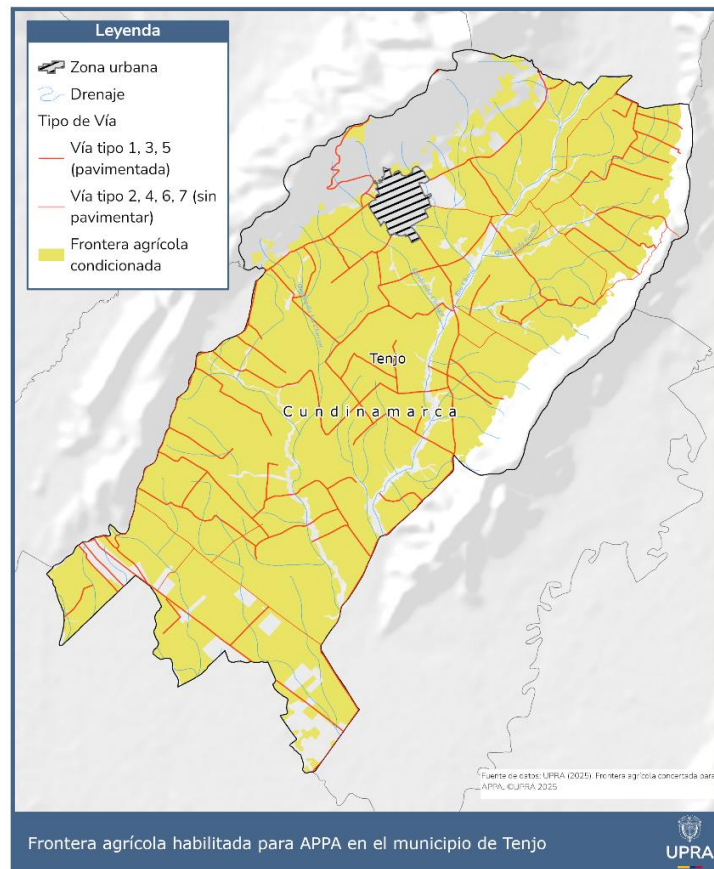 Leyenda
Zona urbana
Drenaje
Tipo de Vía
Vía tipo 1, 3, 5
(pavimentada)
Vía tipo 2, 4, 6, 7 (sin
pavimentar)
Frontera agrícola
condicionada
Tenjo
Cundinamarca
Fuente de datos: UPRA (2025). Frontera agrícola concertada para
APPA. ©UPRA 2025
Frontera agrícola habilitada para APPA en el municipio de Tenjo
UPRA